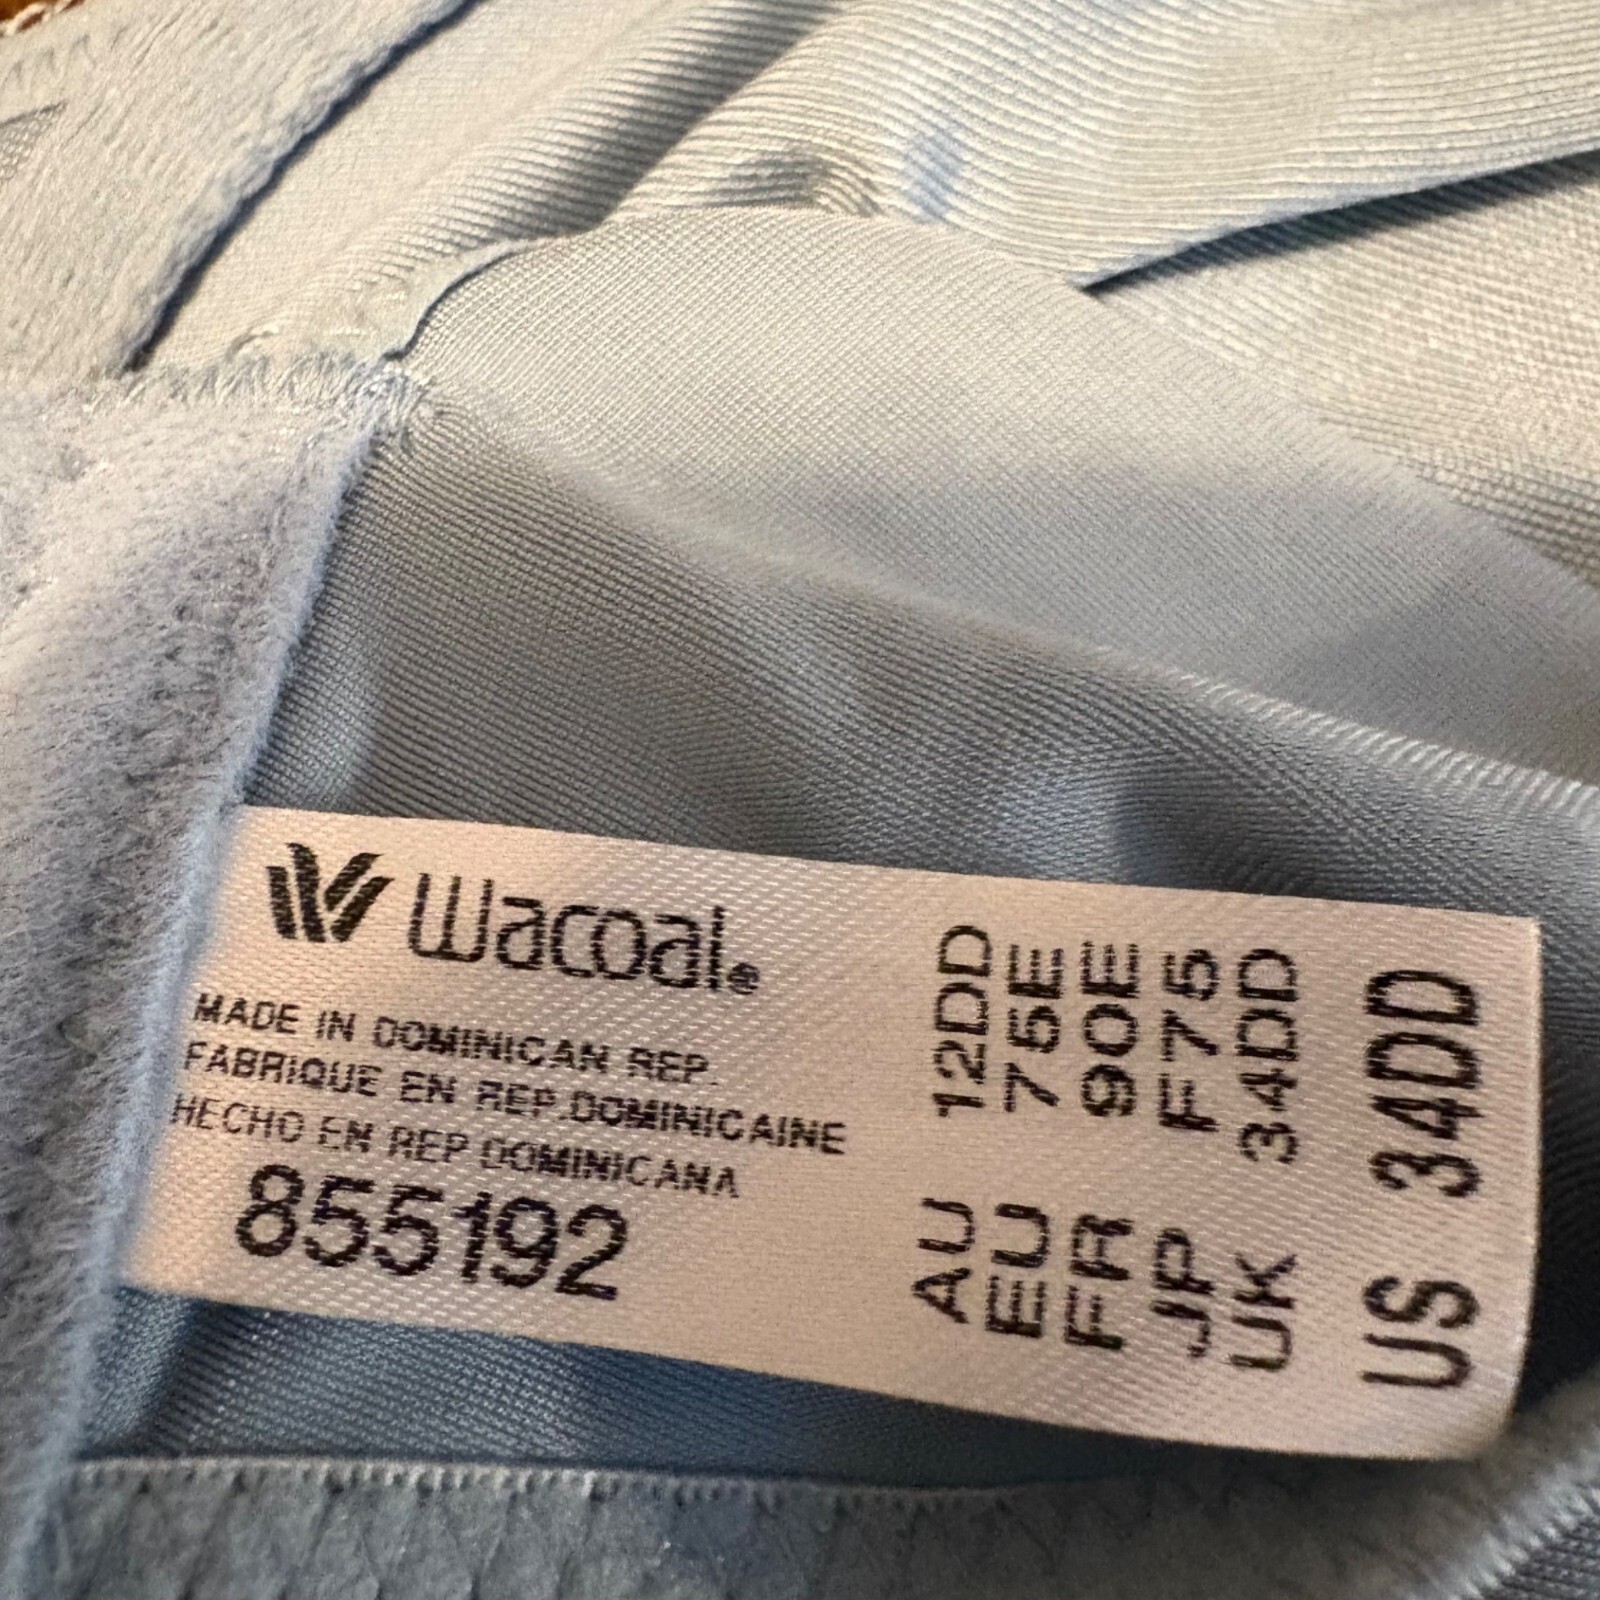 Wacoal®
MADE IN DOMINICAN REP.
FABRIQUE EN REP.DOMINICAINE
HECHO EN REP DOMINICANA
855192
AU 12DD
EU 75E
FR 90E
JP F75
UK 34DD
US 34DD